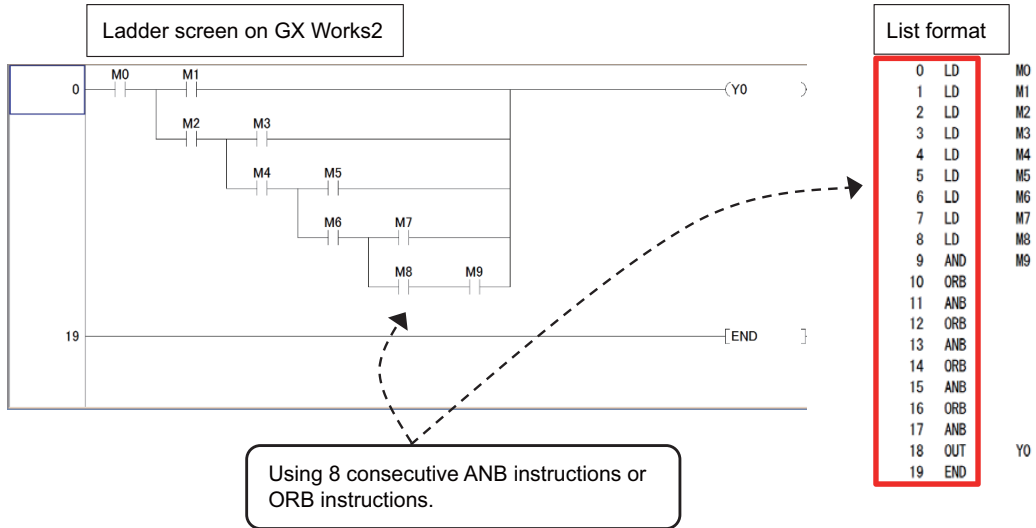 Ladder screen on GX Works2
M0 M1
0 (Y0 )
M2 M3
M4 M5
M6 M7
M8 M9
19 [END ]
Using 8 consecutive ANB instructions or
ORB instructions.
List format
0 LD M0
1 LD M1
2 LD M2
3 LD M3
4 LD M4
5 LD M5
6 LD M6
7 LD M7
8 LD M8
9 AND M9
10 ORB
11 ANB
12 ORB
13 ANB
14 ORB
15 ANB
16 ORB
17 ANB
18 OUT Y0
19 END